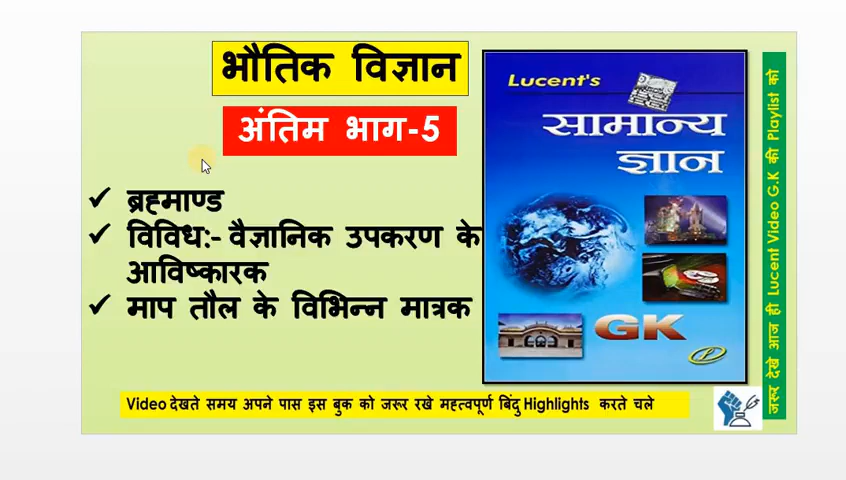 भौतिक विज्ञान
अंतिम भाग-5
✓ ब्रह्माण्ड
✓ विविध:- वैज्ञानिक उपकरण के
आविष्कारक
✓ माप तौल के विभिन्न मात्रक
Lucent's
सामान्य
ज्ञान
GK
Video देखते समय अपने पास इस बुक को जरूर रखे महत्वपूर्ण बिंदु Highlights करते चले
जरूर देखे आज ही Lucent Video G.K की Playlist को